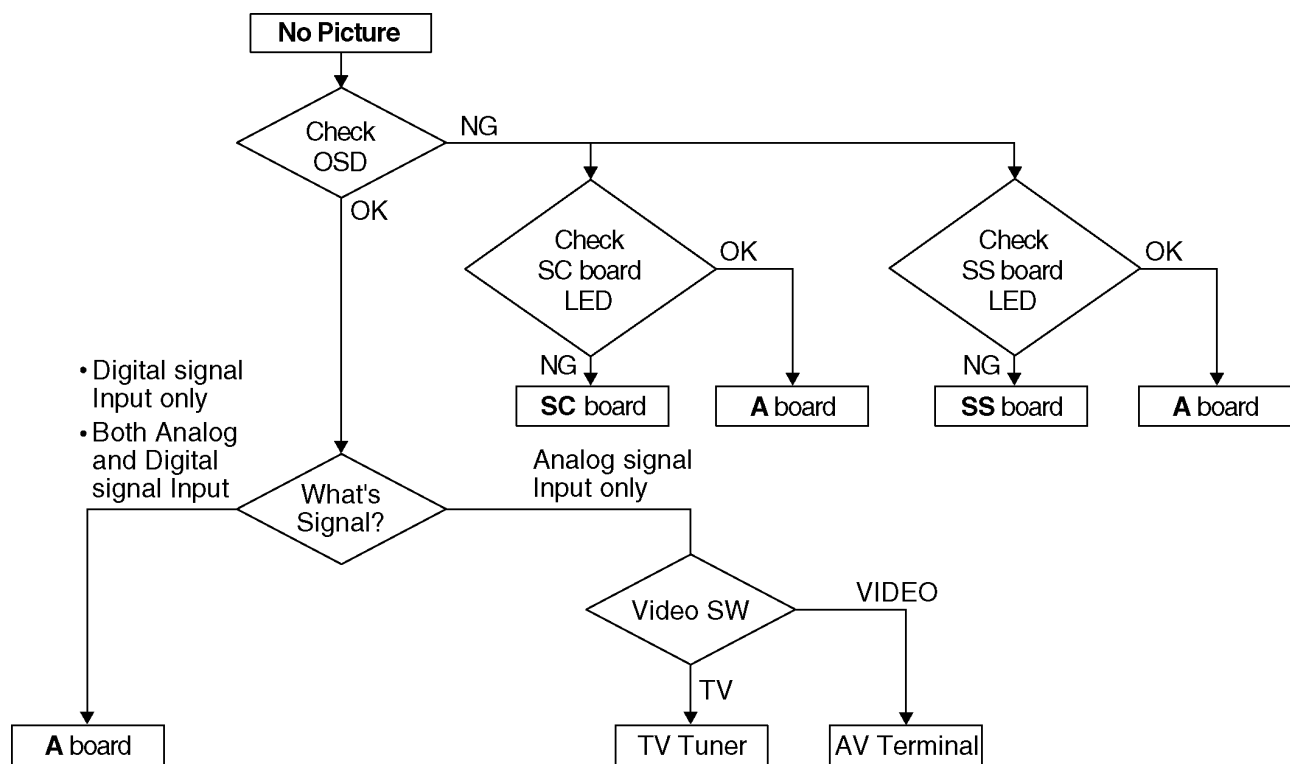 No Picture
Check
OSD
NG
OK
Check
SC board
LED
OK
NG
SC board
A board
Check
SS board
LED
OK
NG
SS board
A board
• Digital signal
Input only
• Both Analog
and Digital
signal Input
What's
Signal?
Analog signal
Input only
Video SW
VIDEO
TV
A board
TV Tuner
AV Terminal